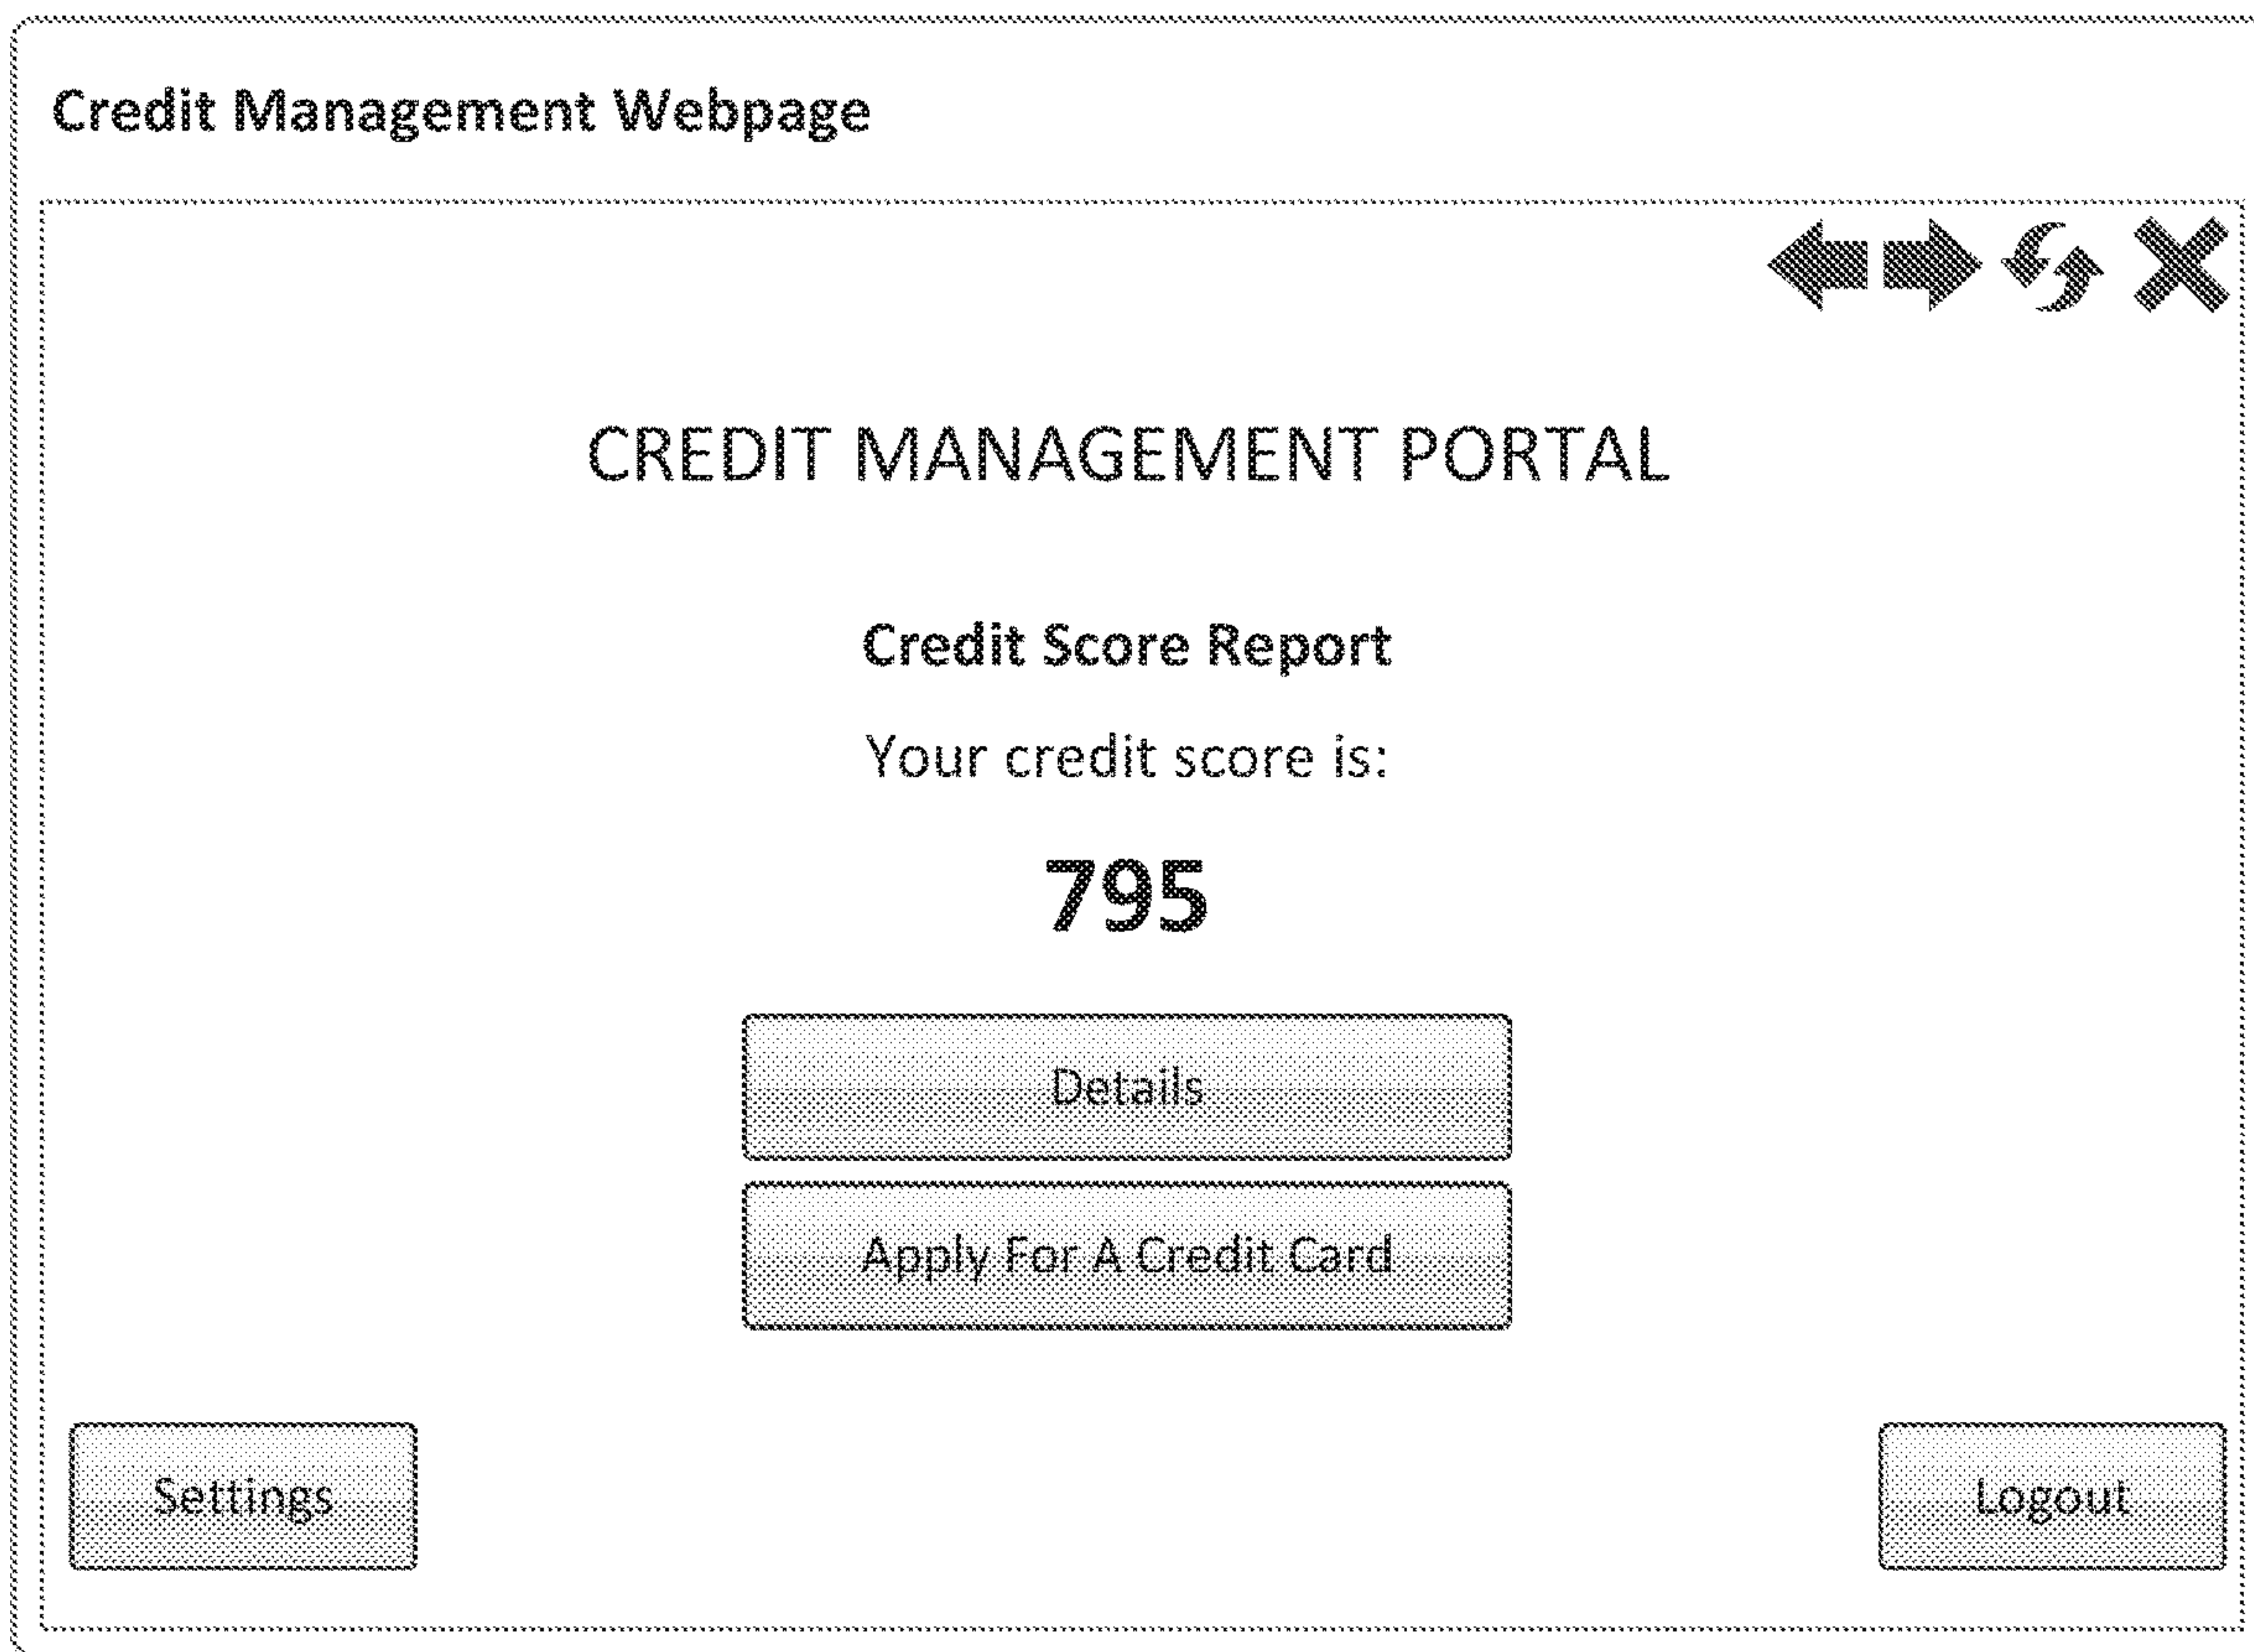 Credit Management Webpage
CREDIT MANAGEMENT PORTAL
Credit Score Report
Your credit score is:
795
Details
Apply For A Credit Card
Settings
Logout